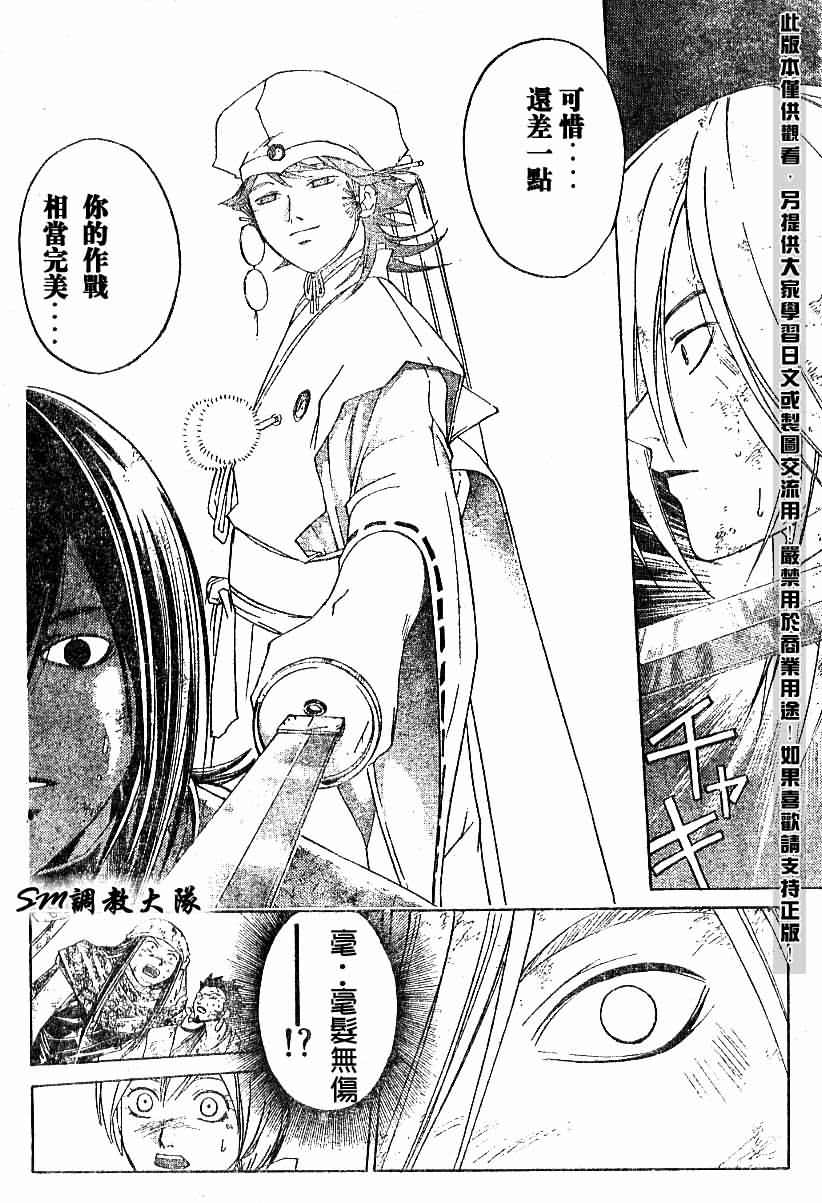 可惜....
還差一點
你的作戰
相當完美....
チャキ
毫．毫髮無傷
——!?
SM調教大隊
此版本僅供觀看．另提供大家學習日文或製圖交流用！嚴禁用於商業用途！如果喜歡請支持正版！